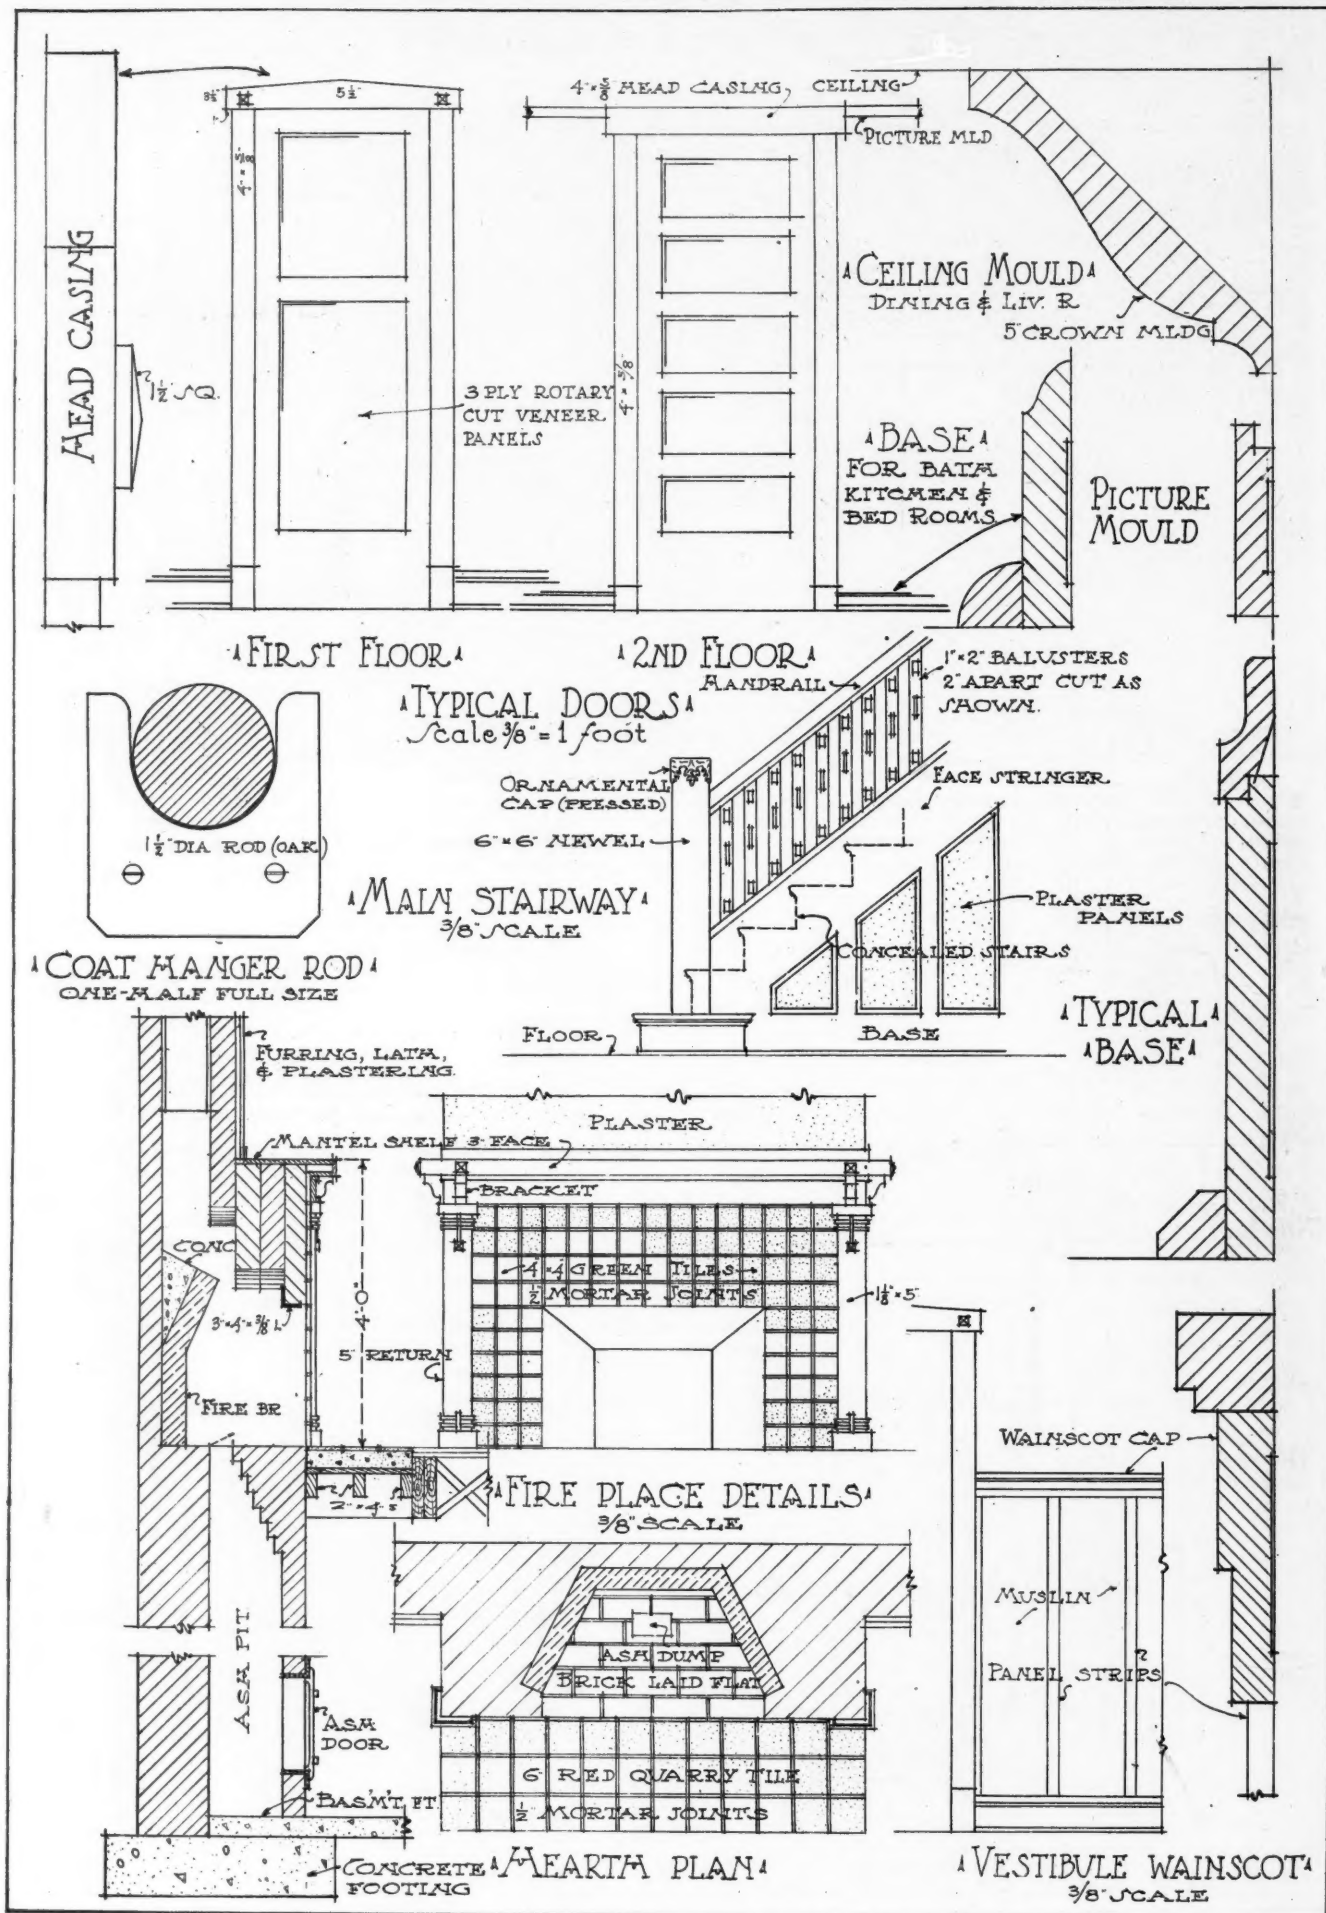 HEAD CASING
3½"
5½"
4" × 5/8
4" × 5/8 HEAD CASING
CEILING
PICTURE MLD
1½" SQ.
3 PLY ROTARY
CUT VENEER
PANELS
4" × 5/8"
CEILING MOULD
DINING & LIV. R
5" CROWN MLDG
BASE
FOR BATH
KITCHEN &
BED ROOMS
PICTURE
MOULD
FIRST FLOOR
2ND FLOOR
TYPICAL DOORS
Scale 3/8" = 1 foot
HANDRAIL
1" × 2" BALUSTERS
2" APART CUT AS
SHOWN.
ORNAMENTAL
CAP (PRESSED)
FACE STRINGER
6" × 6" NEWEL
1½" DIA ROD (OAK)
MAIN STAIRWAY
3/8" SCALE
PLASTER
PANELS
CONCEALED STAIRS
COAT HANGER ROD
ONE-HALF FULL SIZE
FLOOR
BASE
TYPICAL
BASE
FURRING, LATH,
& PLASTERING.
PLASTER
MANTEL SHELF 3" FACE
BRACKET
CONC
4" × 4" GREEN TILES
½" MORTAR JOINTS
1⅛" × 5"
3" × 4" × 3/8" L
4'-0"
5" RETURN
FIRE BR
WAINSCOT CAP
2" × 4"S
FIRE PLACE DETAILS
3/8" SCALE
MUSLIN
ASH DUMP
BRICK LAID FLAT
PANEL STRIPS
ASH PIT
ASH
DOOR
6" RED QUARRY TILE
½" MORTAR JOINTS
BASM'T FT
CONCRETE
FOOTING
HEARTH PLAN
VESTIBULE WAINSCOT
3/8" SCALE